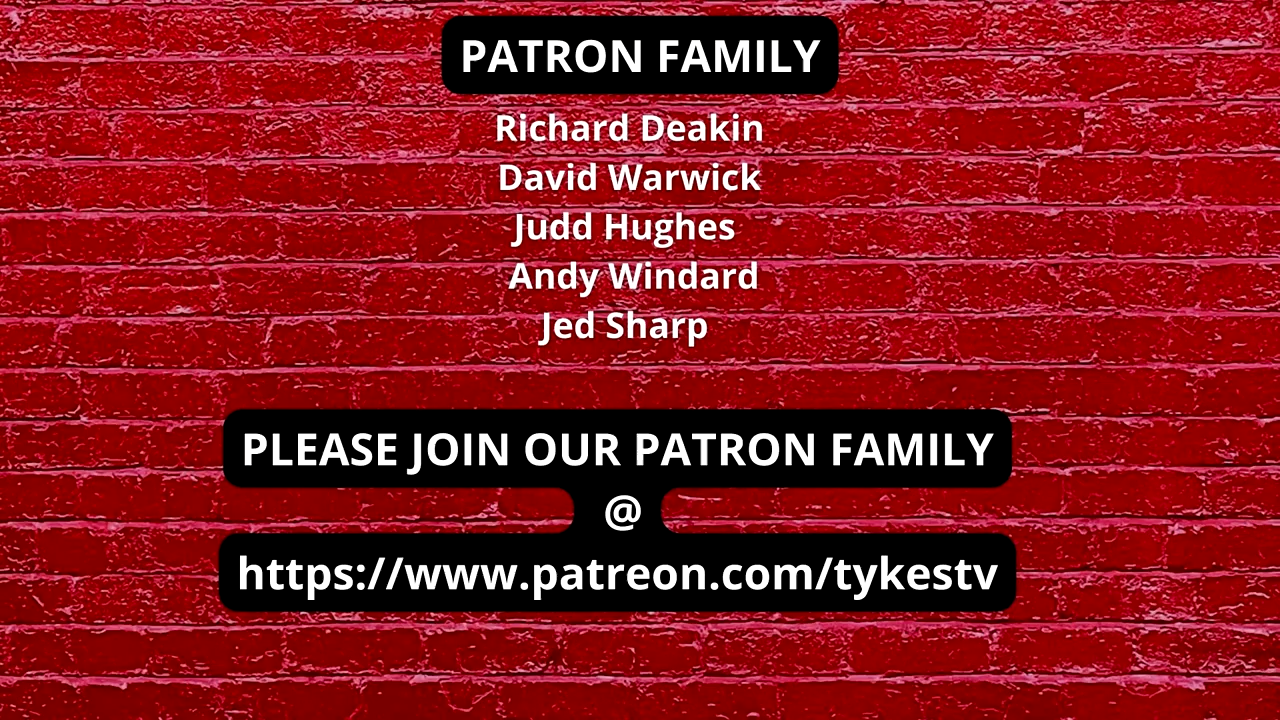 PATRON FAMILY
Richard Deakin
David Warwick
Judd Hughes
Andy Windard
Jed Sharp
PLEASE JOIN OUR PATRON FAMILY
@
https://www.patreon.com/tykestv